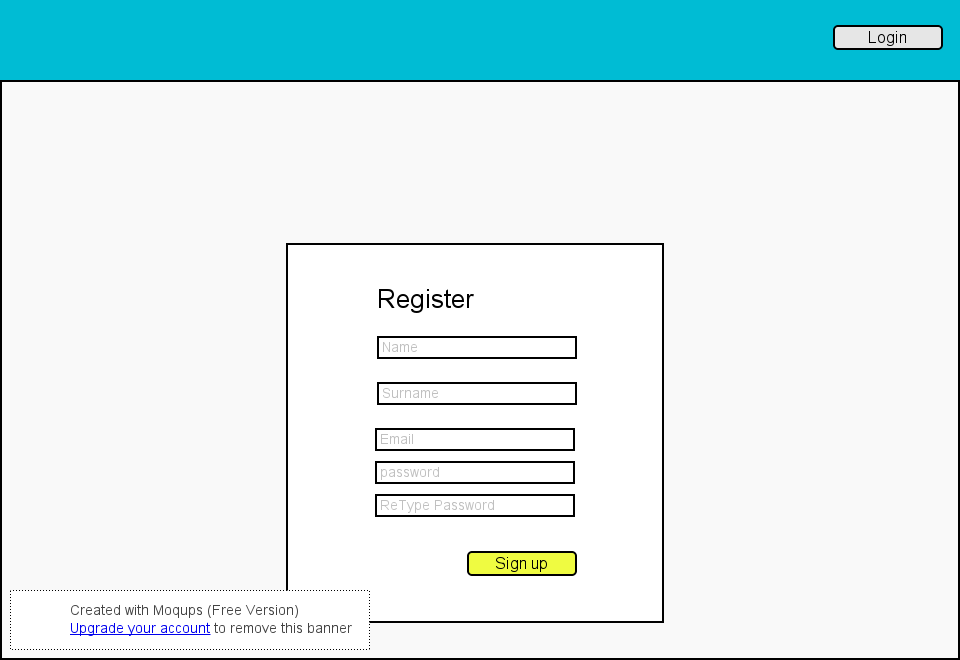 Login
Register
Name
Surname
Email
password
ReType Password
Sign up
Created with Moqups (Free Version)
Upgrade your account to remove this banner